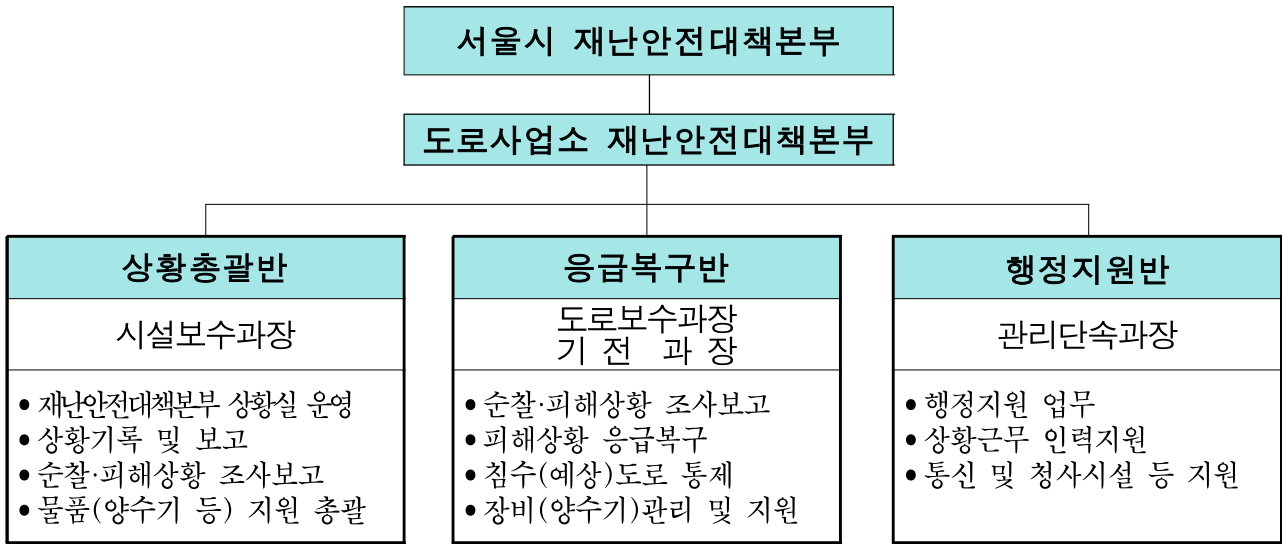 서울시 재난안전대책본부
도로사업소 재난안전대책본부
상황총괄반
시설보수과장
• 재난안전대책본부 상황실 운영
• 상황기록 및 보고
• 순찰·피해상황 조사보고
• 물품(양수기 등) 지원 총괄
응급복구반
도로보수과장
기 전 과 장
• 순찰·피해상황 조사보고
• 피해상황 응급복구
• 침수(예상)도로 통제
• 장비(양수기)관리 및 지원
행정지원반
관리단속과장
• 행정지원 업무
• 상황근무 인력지원
• 통신 및 청사시설 등 지원